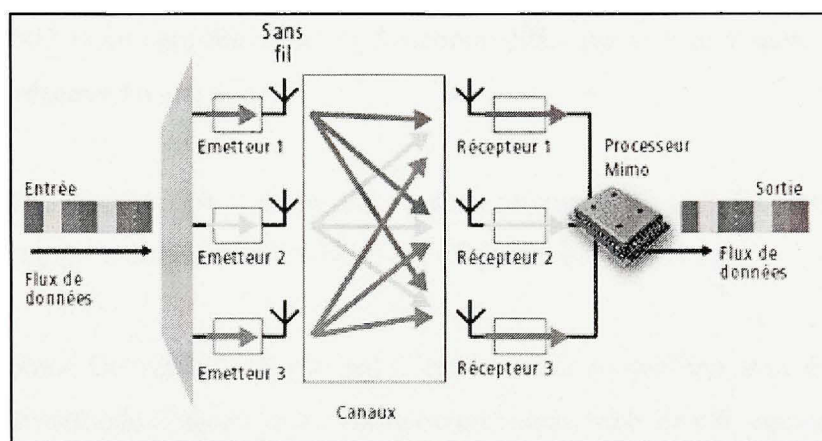 Sans
fil
Emetteur 1
Récepteur 1
Processeur
Mimo
Entrée
Sortie
Emetteur 2
Récepteur 2
Flux de
données
Flux de
données
Emetteur 3
Récepteur 3
Canaux